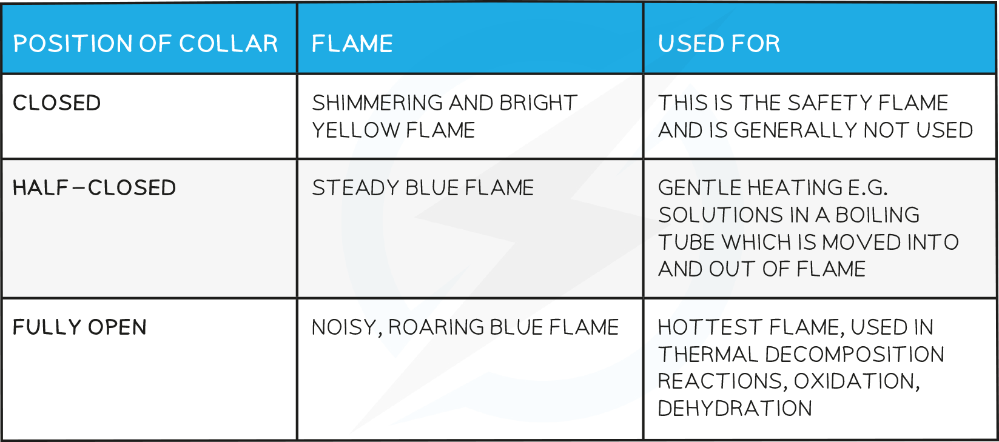 POSITION OF COLLAR
FLAME
USED FOR
CLOSED
SHIMMERING AND BRIGHT
YELLOW FLAME
THIS IS THE SAFETY FLAME
AND IS GENERALLY NOT USED
HALF-CLOSED
STEADY BLUE FLAME
GENTLE HEATING E.G.
SOLUTIONS IN A BOILING
TUBE WHICH IS MOVED INTO
AND OUT OF FLAME
FULLY OPEN
NOISY, ROARING BLUE FLAME
HOTTEST FLAME, USED IN
THERMAL DECOMPOSITION
REACTIONS, OXIDATION,
DEHYDRATION